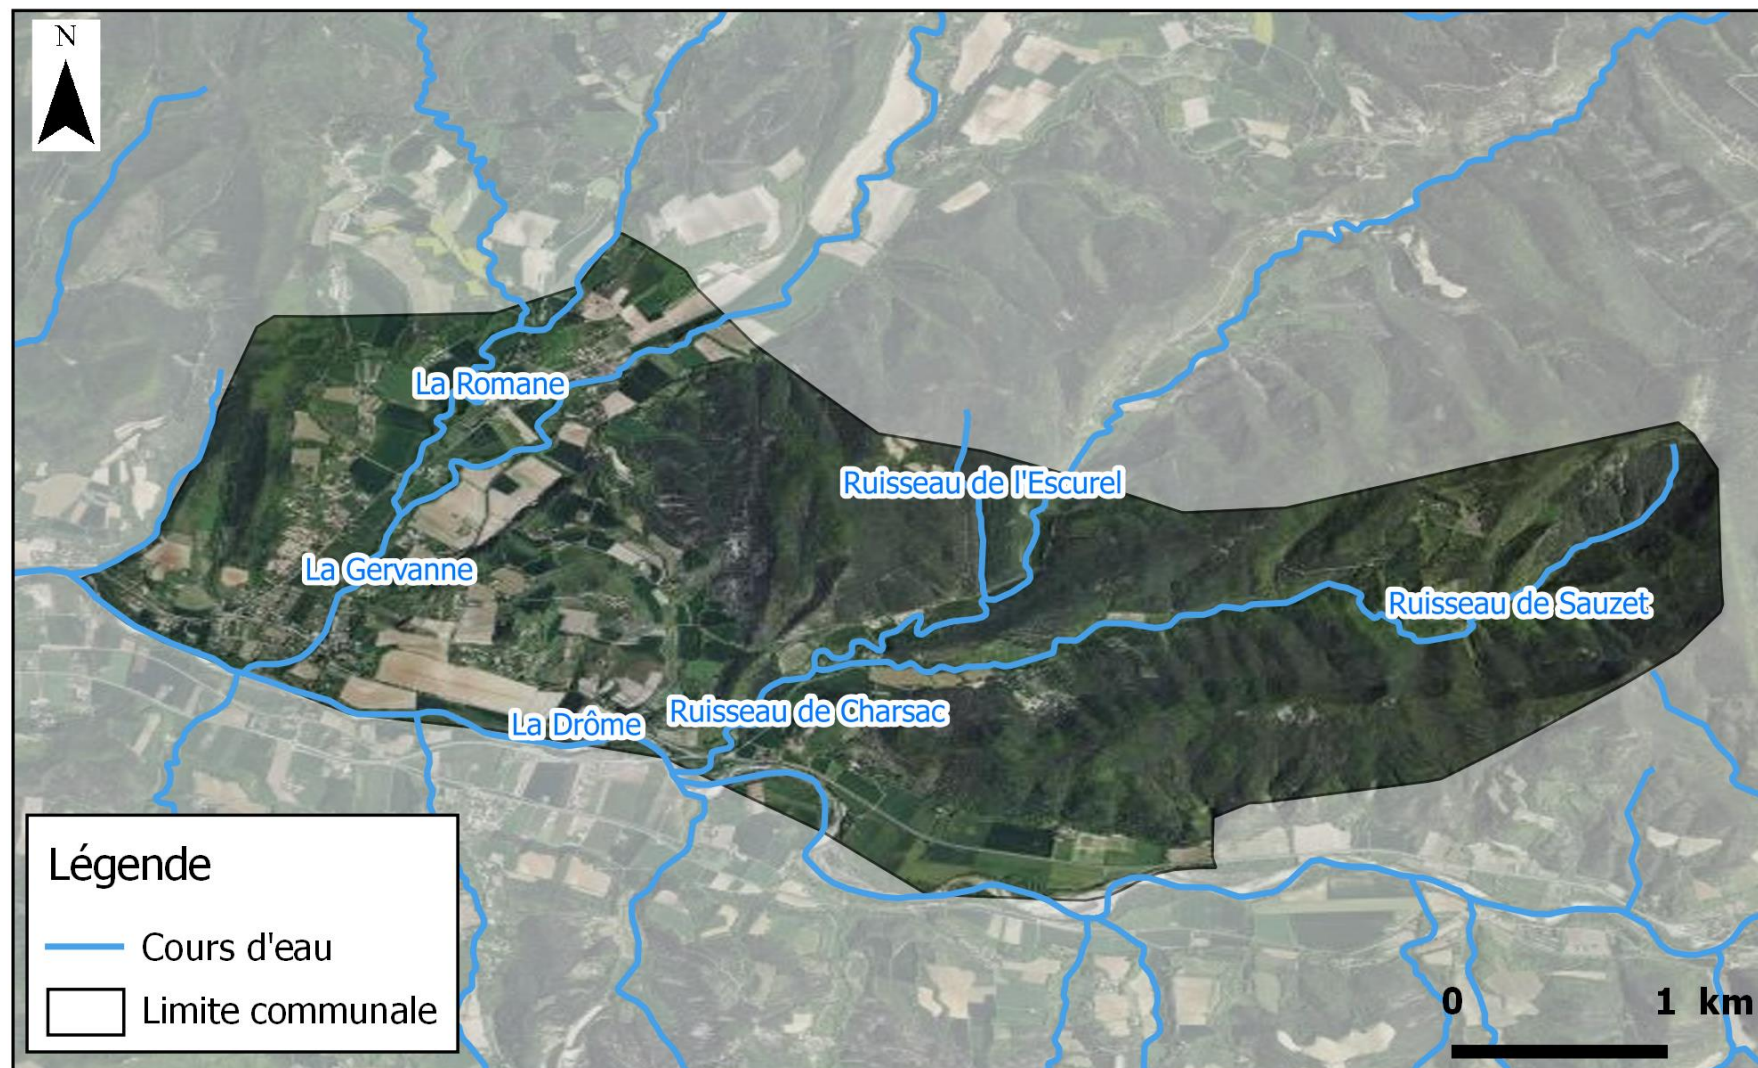 N
La Romane
Ruisseau de l'Escurel
La Gervanne
Ruisseau de Sauzet
Ruisseau de Charsac
La Drôme
Légende
Cours d'eau
Limite communale
0 1 km